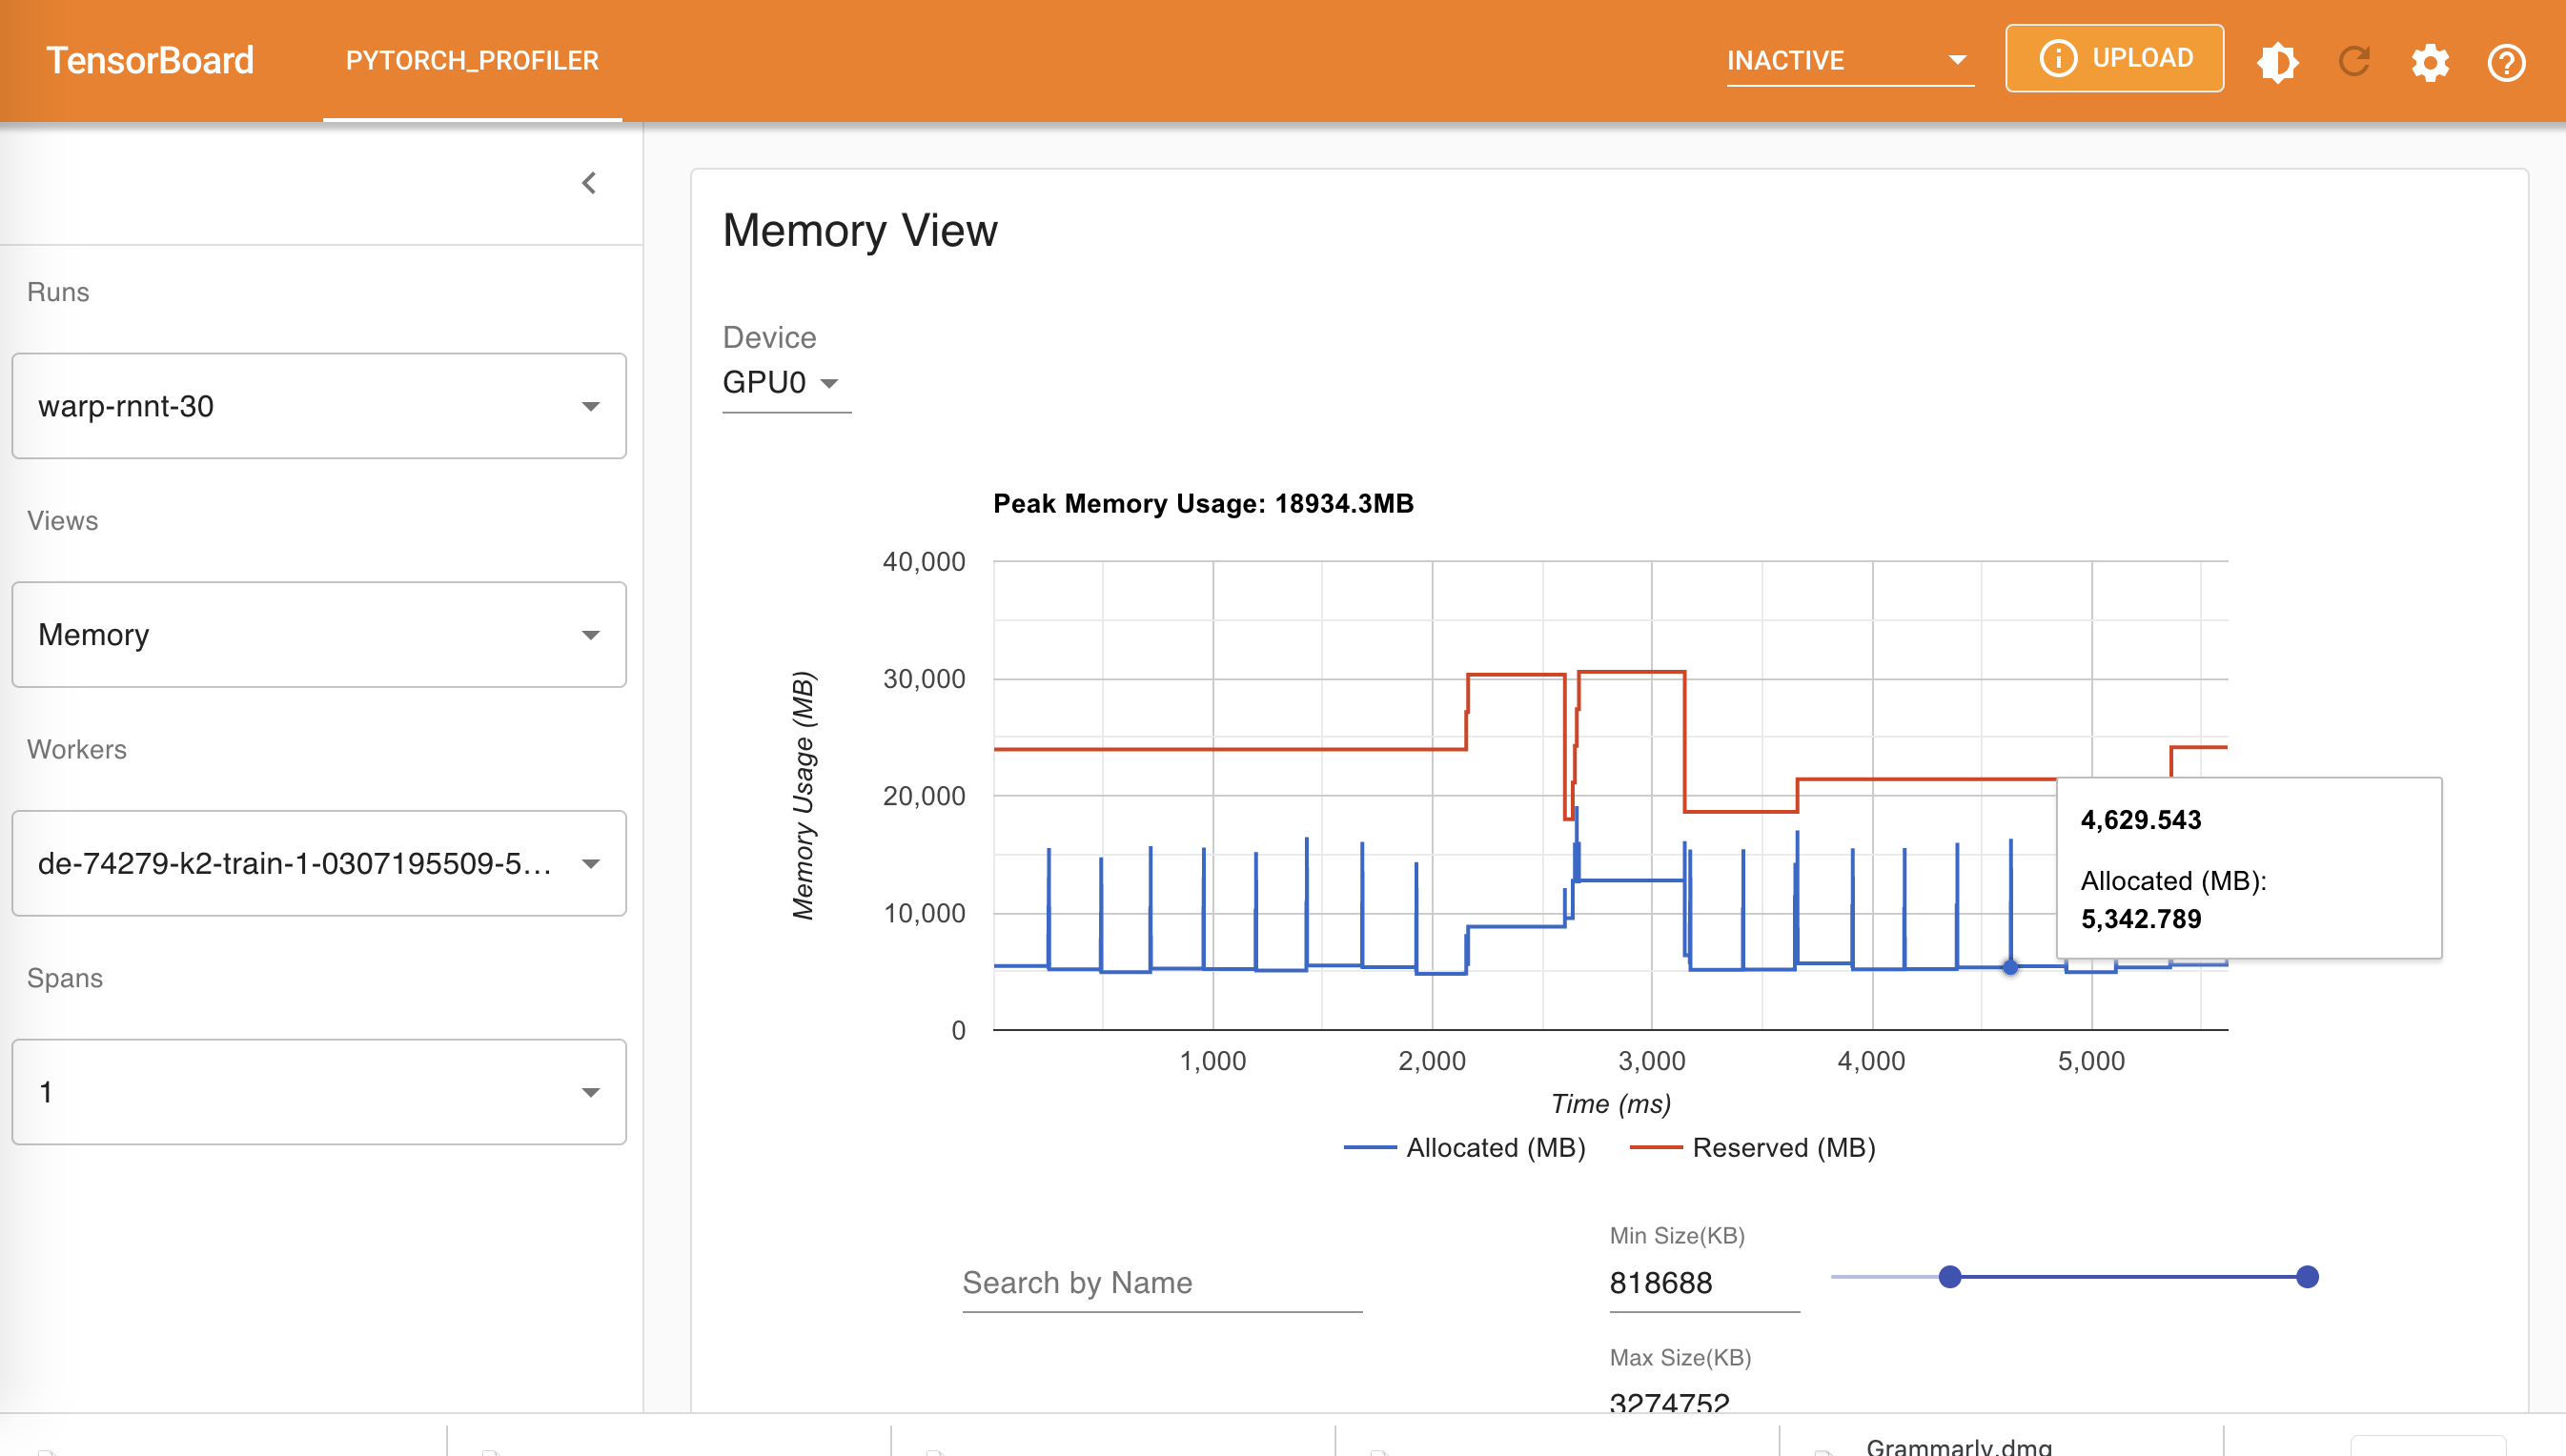 TensorBoard
PYTORCH_PROFILER
INACTIVE
UPLOAD
Runs
warp-rnnt-30
Views
Memory
Workers
de-74279-k2-train-1-0307195509-5...
Spans
1
Memory View
Device
GPU0
Peak Memory Usage: 18934.3MB
Memory Usage (MB)
40,000
30,000
20,000
10,000
0
4,629.543
Allocated (MB):
5,342.789
1,000 2,000 3,000 4,000 5,000
Time (ms)
Allocated (MB) Reserved (MB)
Search by Name
Min Size(KB)
818688
Max Size(KB)
3274752
Grammarly.dmg